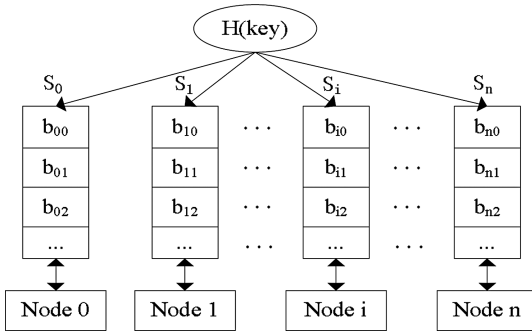 H(key)
S₀ S₁ Sᵢ Sₙ
b₀₀ b₁₀ ... bᵢ₀ ... bₙ₀
b₀₁ b₁₁ ... bᵢ₁ ... bₙ₁
b₀₂ b₁₂ ... bᵢ₂ ... bₙ₂
... ... ... ... ... ...
Node 0 Node 1 Node i Node n